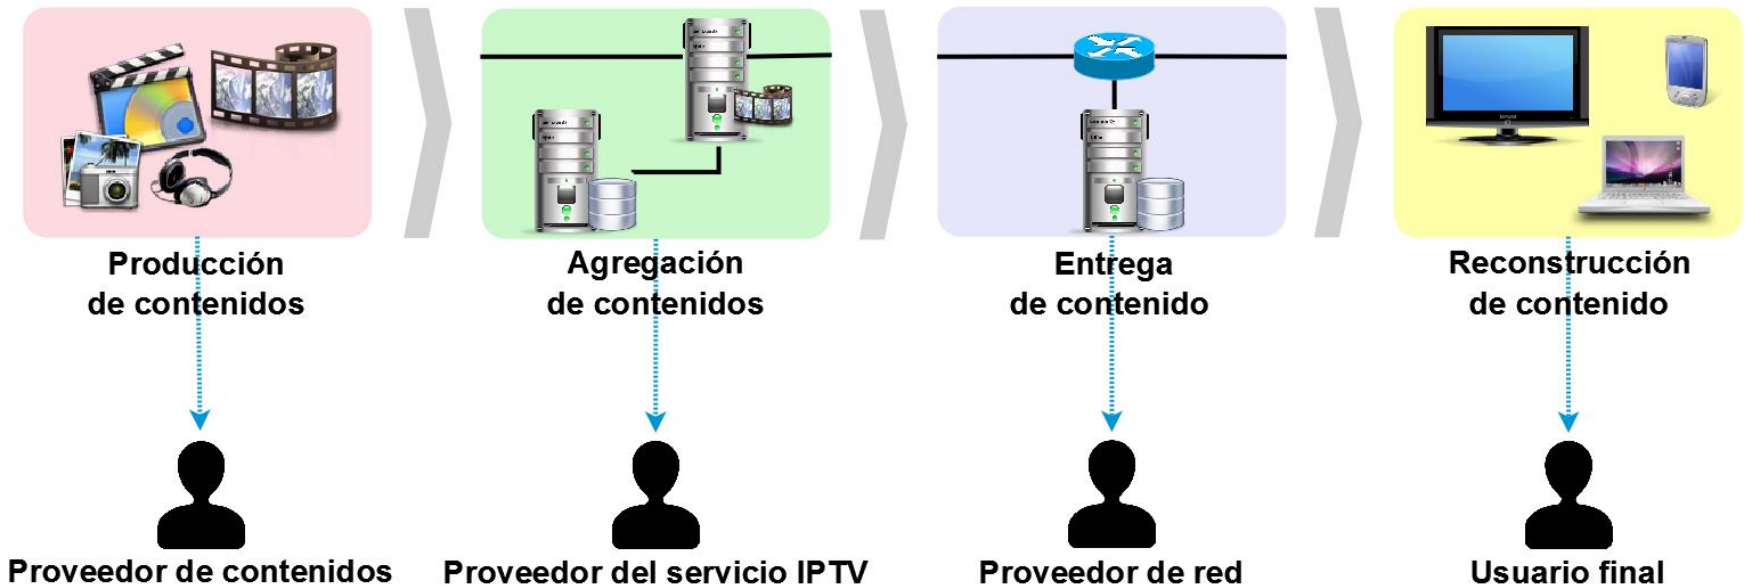 Producción
de contenidos
Agregación
de contenidos
Entrega
de contenido
Reconstrucción
de contenido
Proveedor de contenidos
Proveedor del servicio IPTV
Proveedor de red
Usuario final